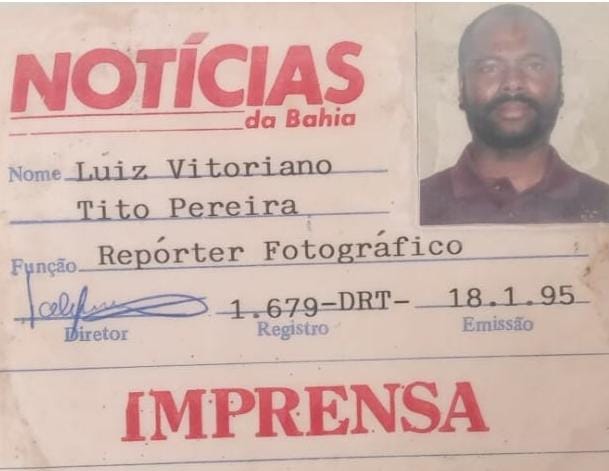 NOTÍCIAS
da Bahia
Nome Luiz Vitoriano
Tito Pereira
Função Repórter Fotográfico
1.679-DRT- 18.1.95
Diretor Registro Emissão
IMPRENSA